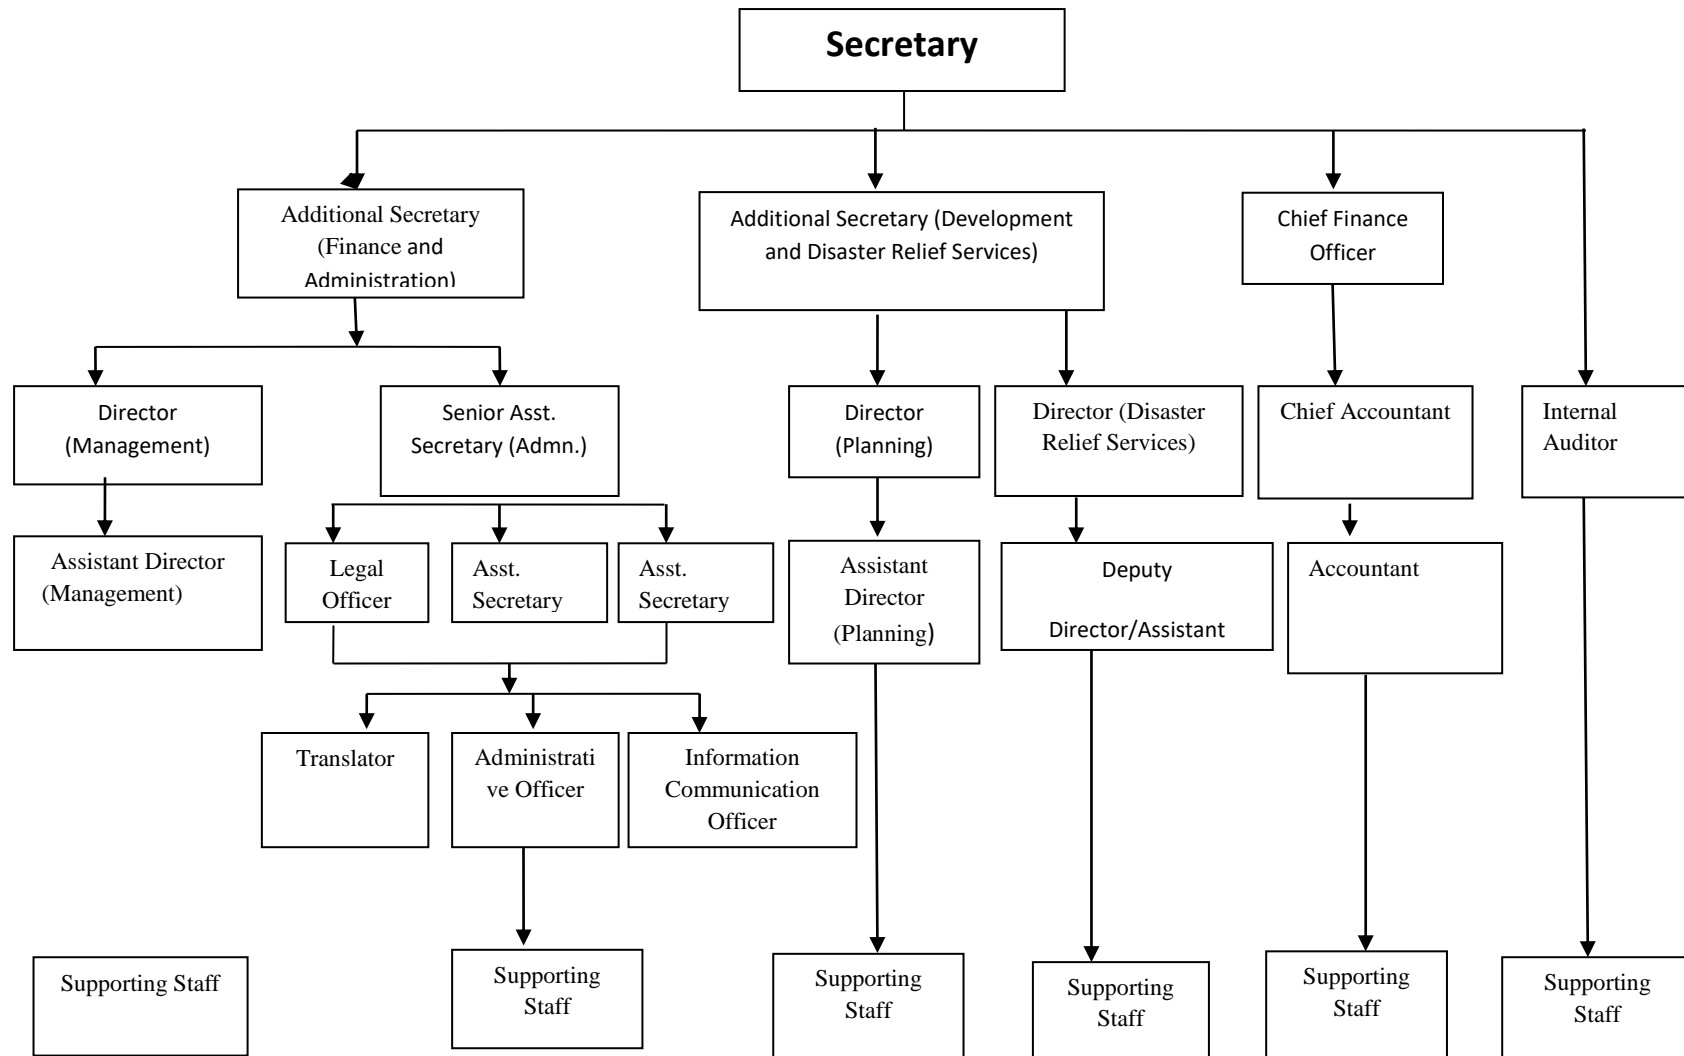 Secretary
Additional Secretary
(Finance and
Administration)
Additional Secretary (Development
and Disaster Relief Services)
Chief Finance
Officer
Director
(Management)
Senior Asst.
Secretary (Admn.)
Director
(Planning)
Director (Disaster
Relief Services)
Chief Accountant
Internal
Auditor
Assistant Director
(Management)
Legal
Officer
Asst.
Secretary
Asst.
Secretary
Assistant
Director
(Planning)
Deputy
Director/Assistant
Accountant
Translator
Administrati
ve Officer
Information
Communication
Officer
Supporting Staff
Supporting
Staff
Supporting
Staff
Supporting
Staff
Supporting
Staff
Supporting
Staff